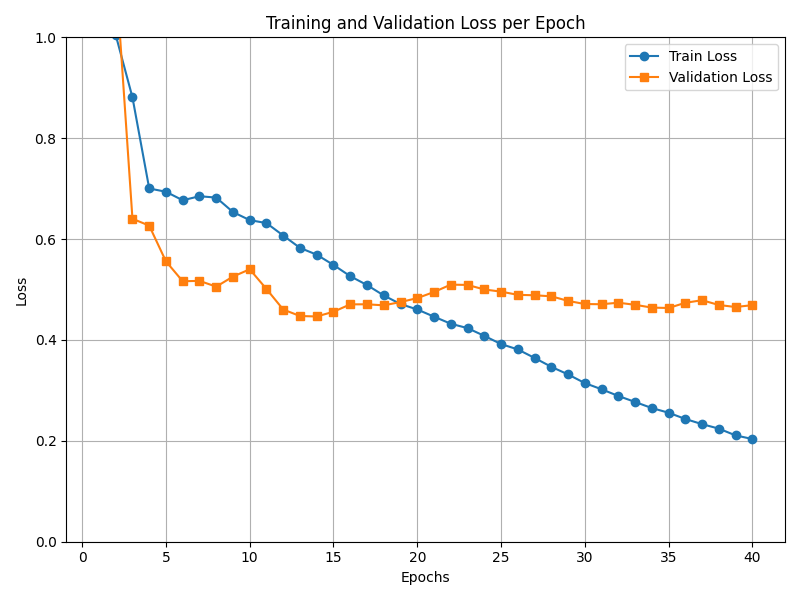 Training and Validation Loss per Epoch
Train Loss
Validation Loss
1.0
0.8
0.6
0.4
0.2
0.0
Loss
0 5 10 15 20 25 30 35 40
Epochs